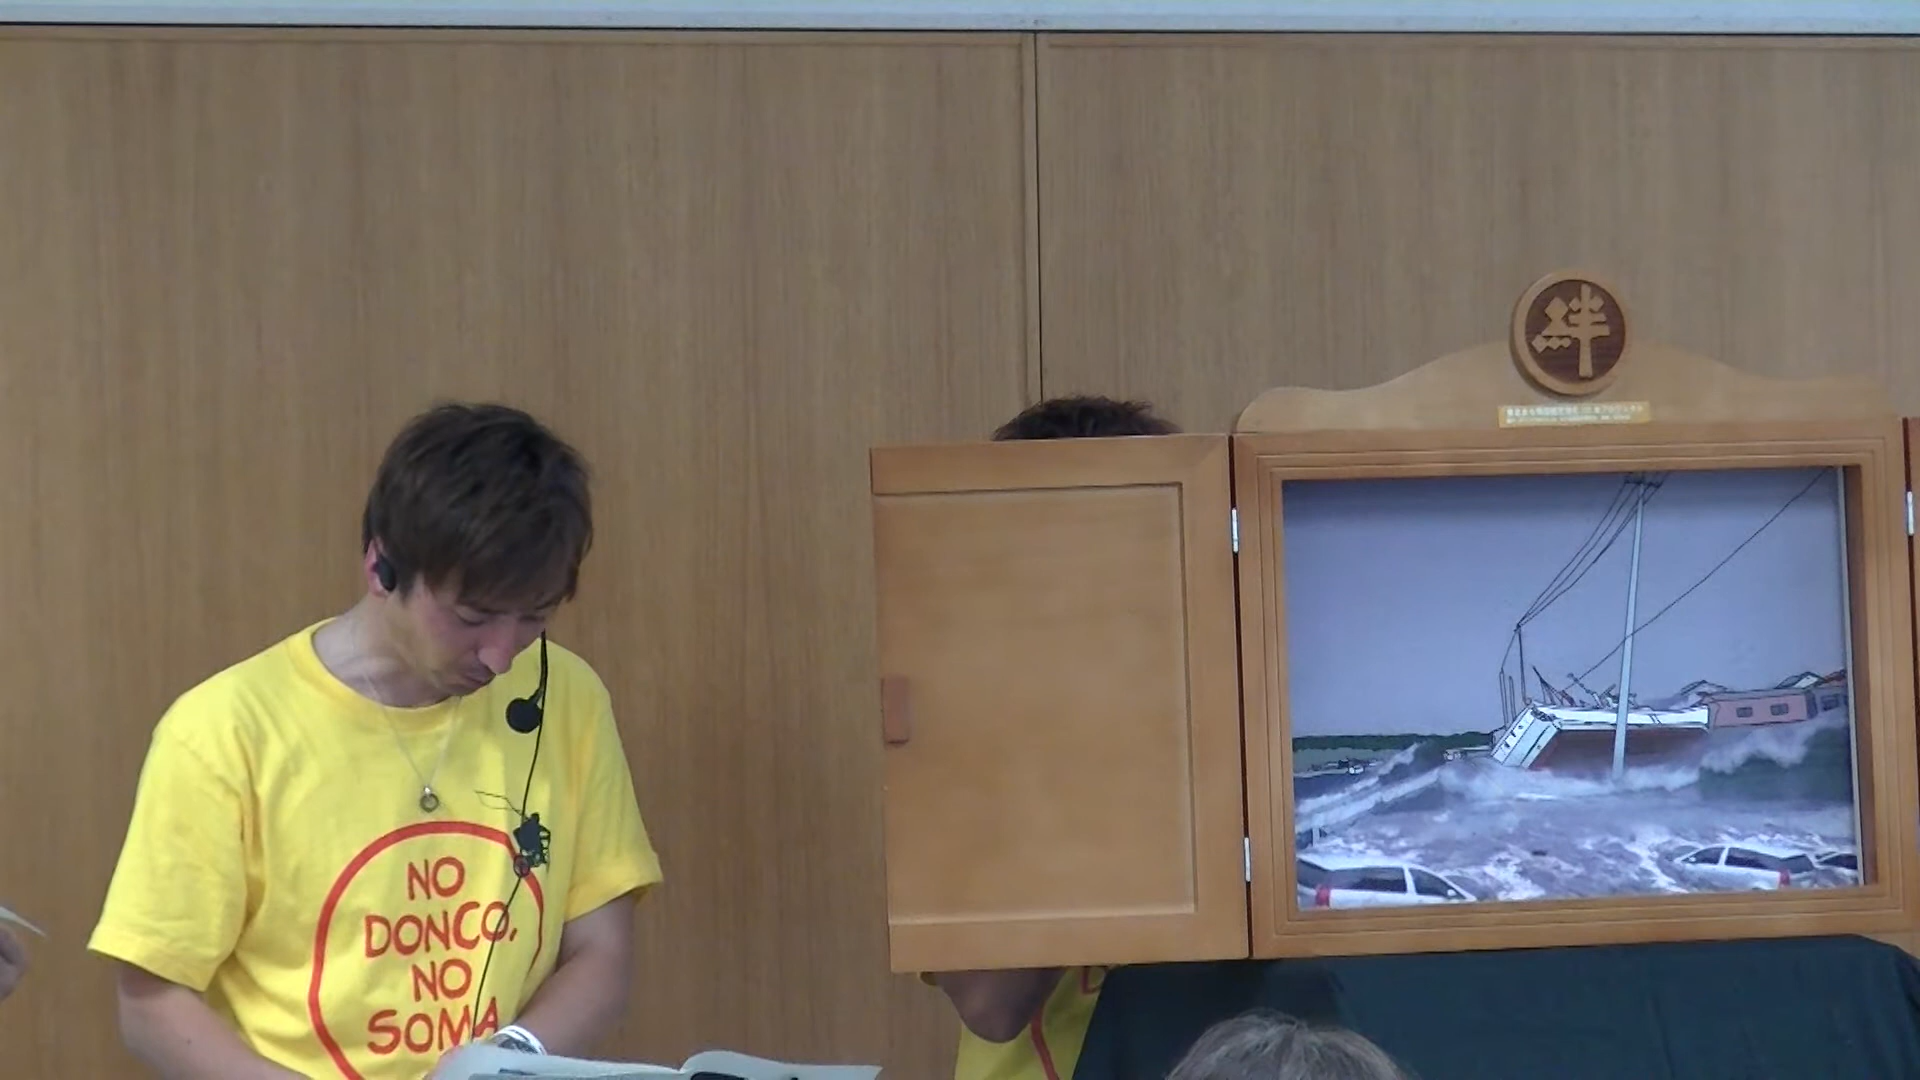 NO
DONCO,
NO
SOMA
絆